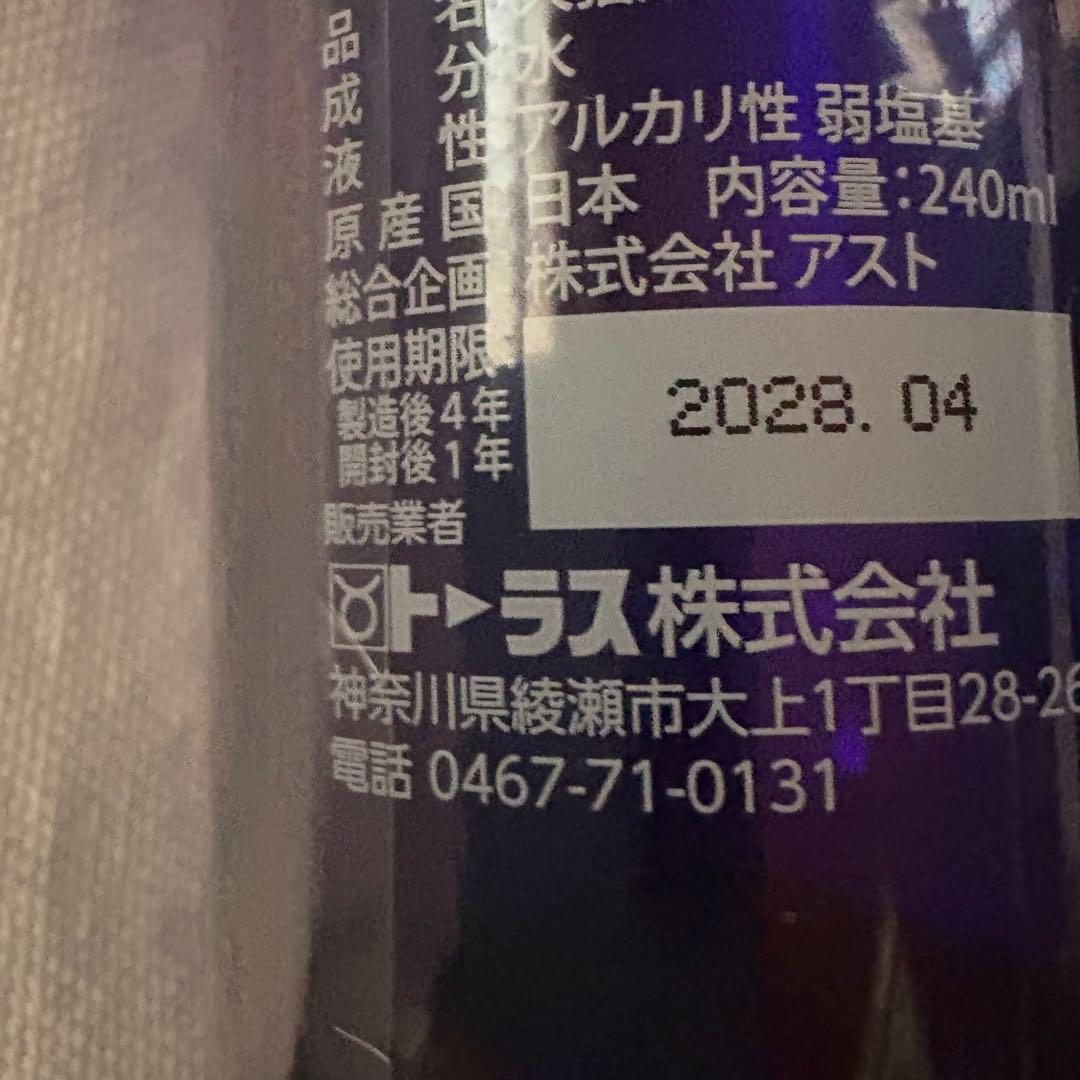 品
成分 水
液性 アルカリ性 弱塩基
原産国 日本 内容量:240ml
総合企画 株式会社アスト
使用期限
製造後4年
開封後1年
2028.04
販売業者
トーラス株式会社
神奈川県綾瀬市大上1丁目28-26
電話 0467-71-0131